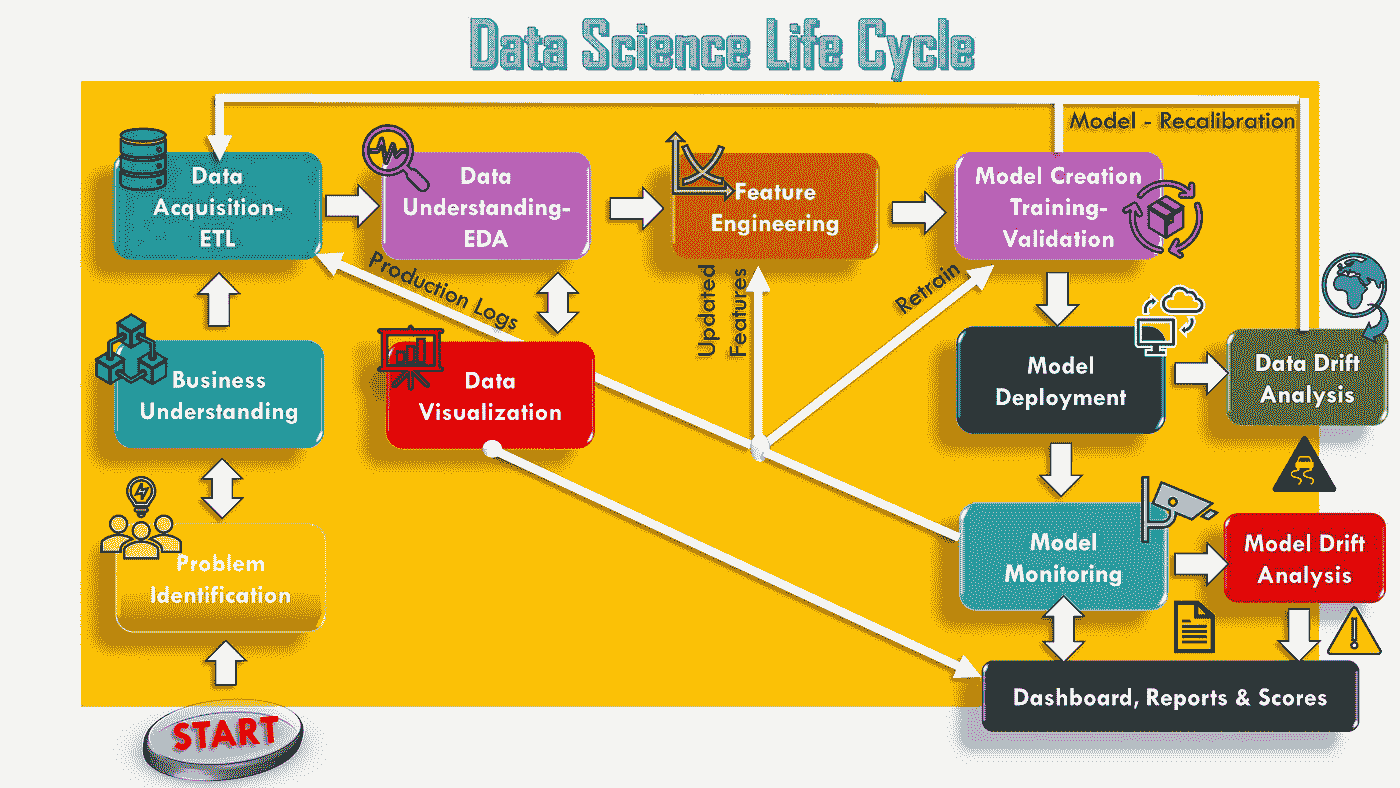 Data Science Life Cycle
Model - Recalibration
Data
Acquisition-
ETL
Data
Understanding-
EDA
Feature
Engineering
Model Creation
Training-
Validation
Production Logs
Updated
Features
Retrain
Business
Understanding
Data
Visualization
Model
Deployment
Data Drift
Analysis
Problem
Identification
Model
Monitoring
Model Drift
Analysis
Dashboard, Reports & Scores
START